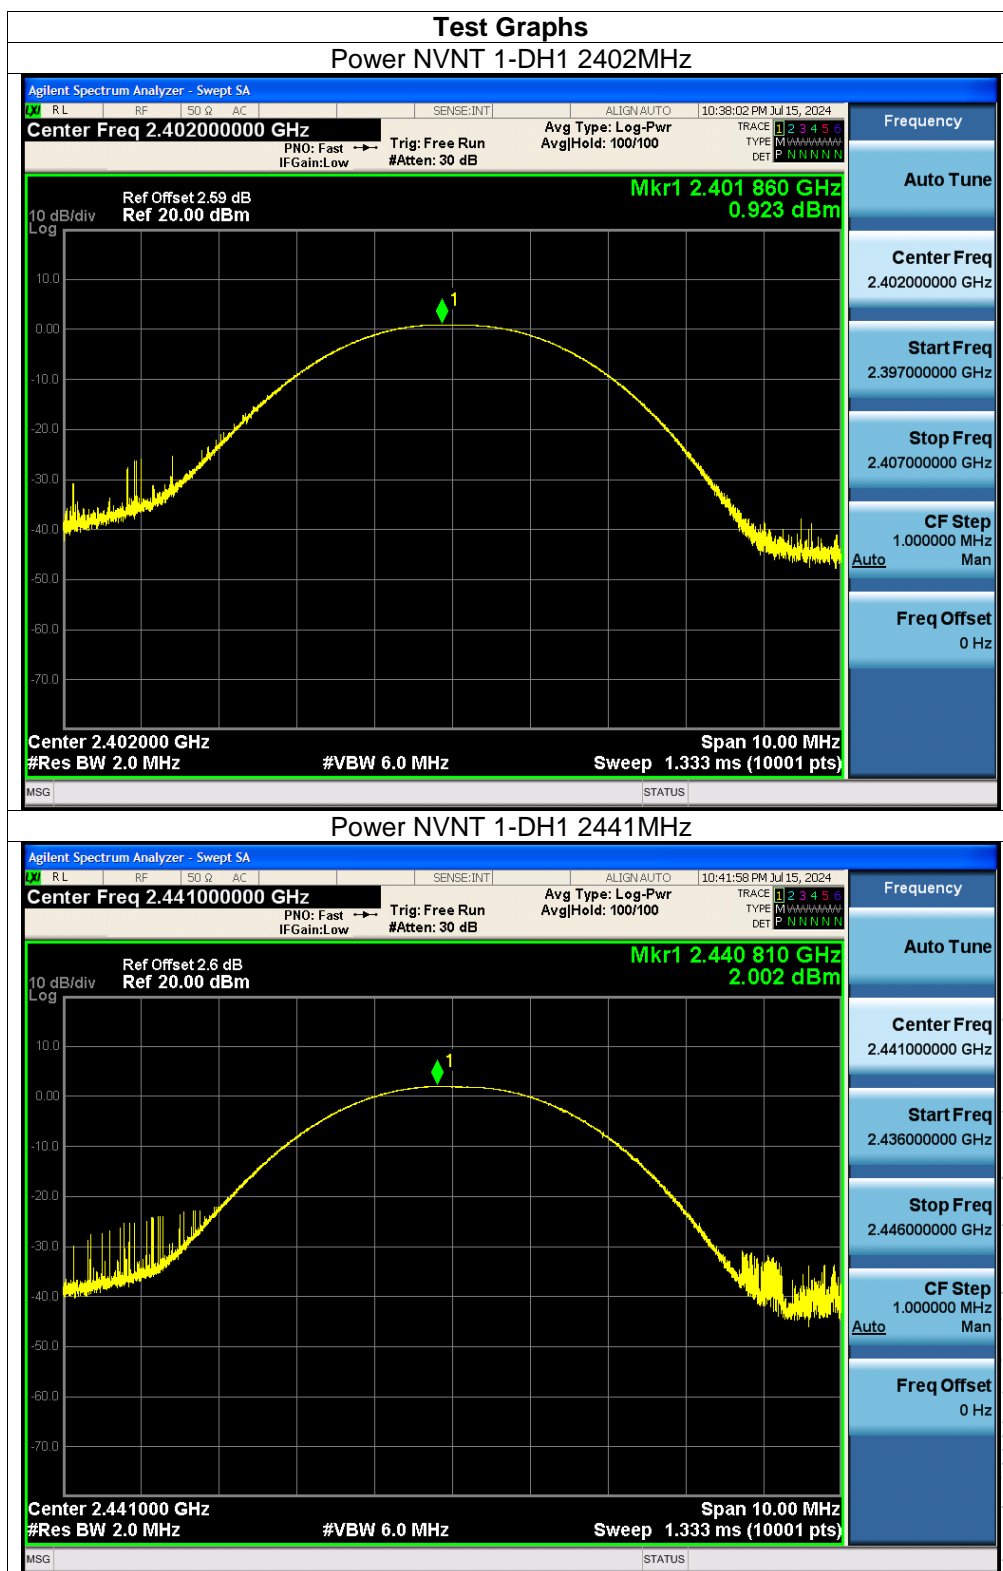 Test Graphs
Power NVNT 1-DH1 2402MHz
Agilent Spectrum Analyzer - Swept SA
LXI RL RF 50 Ω AC SENSE:INT ALIGN AUTO 10:38:02 PM Jul 15, 2024
Center Freq 2.402000000 GHz
PNO: Fast
IFGain:Low
Trig: Free Run
#Atten: 30 dB
Avg Type: Log-Pwr
Avg|Hold: 100/100
TRACE 1 2 3 4 5 6
TYPE M
DET P N N N N N
Frequency
Mkr1 2.401 860 GHz
0.923 dBm
Ref Offset 2.59 dB
10 dB/div Ref 20.00 dBm
Log
1
10.0
0.00
-10.0
-20.0
-30.0
-40.0
-50.0
-60.0
-70.0
Center 2.402000 GHz Span 10.00 MHz
#Res BW 2.0 MHz #VBW 6.0 MHz Sweep 1.333 ms (10001 pts)
MSG STATUS
Auto Tune
Center Freq
2.402000000 GHz
Start Freq
2.397000000 GHz
Stop Freq
2.407000000 GHz
CF Step
1.000000 MHz
Auto Man
Freq Offset
0 Hz
Power NVNT 1-DH1 2441MHz
Agilent Spectrum Analyzer - Swept SA
LXI RL RF 50 Ω AC SENSE:INT ALIGN AUTO 10:41:58 PM Jul 15, 2024
Center Freq 2.441000000 GHz
PNO: Fast
IFGain:Low
Trig: Free Run
#Atten: 30 dB
Avg Type: Log-Pwr
Avg|Hold: 100/100
TRACE 1 2 3 4 5 6
TYPE M
DET P N N N N N
Frequency
Mkr1 2.440 810 GHz
2.002 dBm
Ref Offset 2.6 dB
10 dB/div Ref 20.00 dBm
Log
1
10.0
0.00
-10.0
-20.0
-30.0
-40.0
-50.0
-60.0
-70.0
Center 2.441000 GHz Span 10.00 MHz
#Res BW 2.0 MHz #VBW 6.0 MHz Sweep 1.333 ms (10001 pts)
MSG STATUS
Auto Tune
Center Freq
2.441000000 GHz
Start Freq
2.436000000 GHz
Stop Freq
2.446000000 GHz
CF Step
1.000000 MHz
Auto Man
Freq Offset
0 Hz